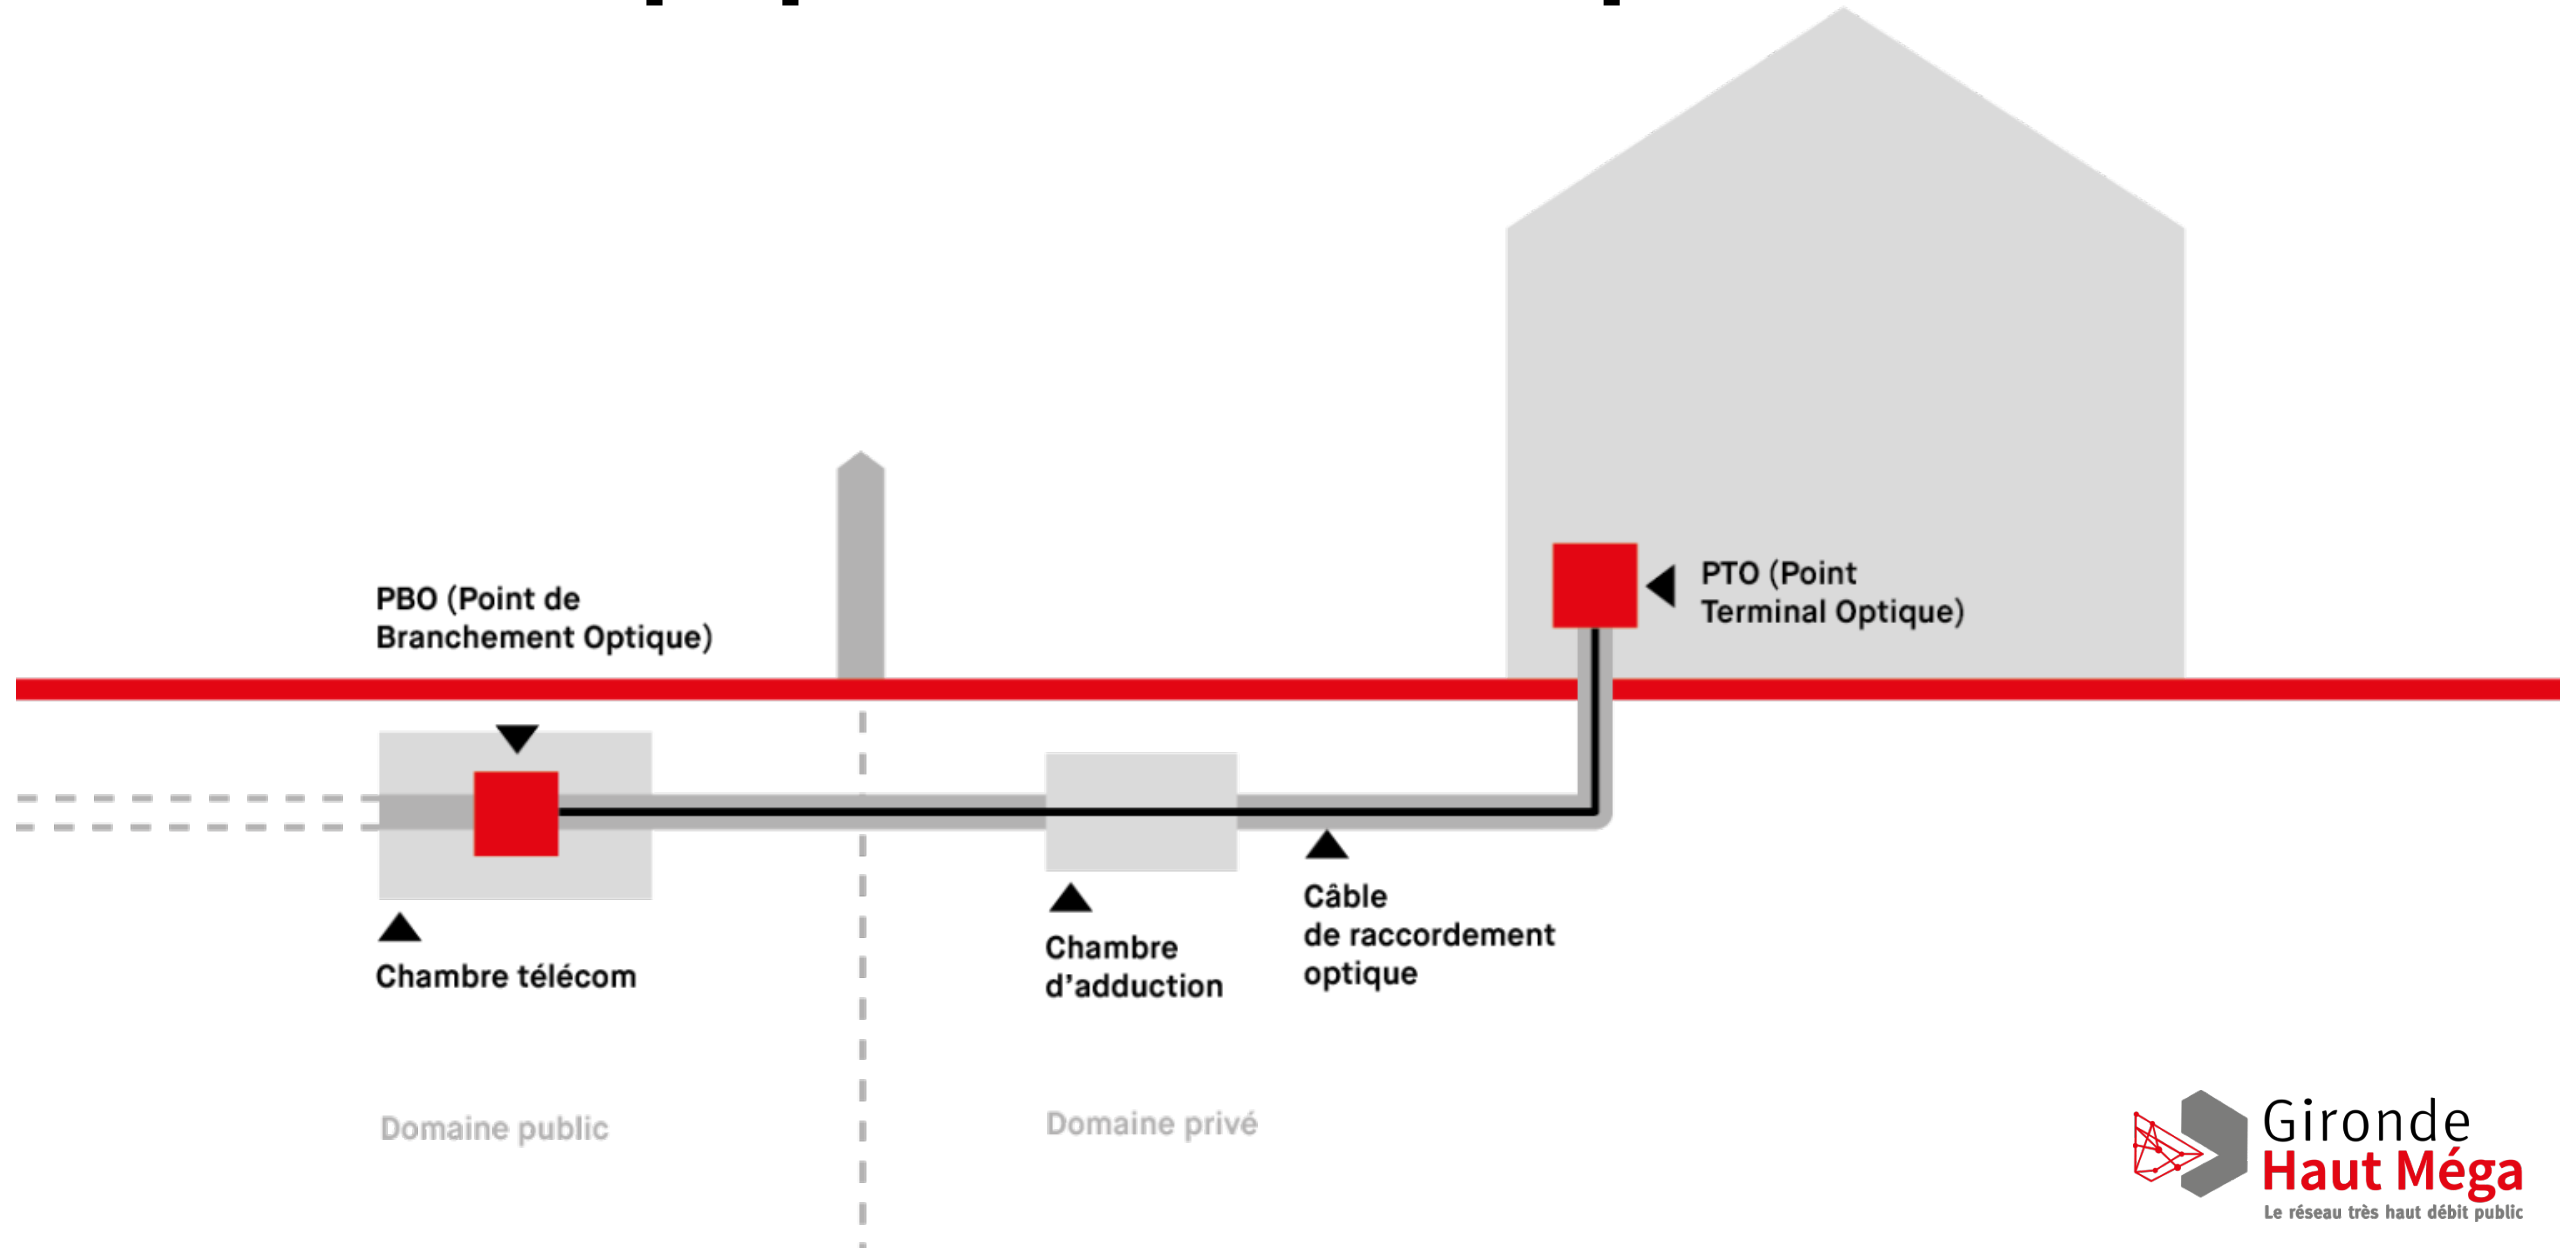 PBO (Point de
Branchement Optique)
PTO (Point
Terminal Optique)
Chambre télécom
Chambre
d'adduction
Câble
de raccordement
optique
Domaine public
Domaine privé
Gironde
Haut Méga
Le réseau très haut débit public